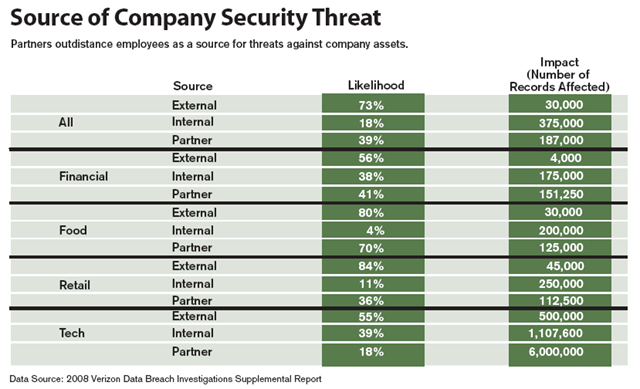 Source of Company Security Threat
Partners outdistance employees as a source for threats against company assets.
Impact
(Number of
Source Likelihood Records Affected)
External 73% 30,000
All Internal 18% 375,000
Partner 39% 187,000
External 56% 4,000
Financial Internal 38% 175,000
Partner 41% 151,250
External 80% 30,000
Food Internal 4% 200,000
Partner 70% 125,000
External 84% 45,000
Retail Internal 11% 250,000
Partner 36% 112,500
External 55% 500,000
Tech Internal 39% 1,107,600
Partner 18% 6,000,000
Data Source: 2008 Verizon Data Breach Investigations Supplemental Report